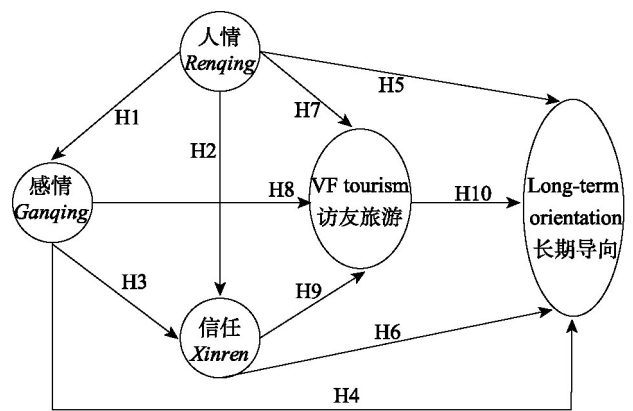 人情
Renqing
H5
H7
H1
H2
感情
Ganqing
H8
VF tourism
访友旅游
H10
Long-term
orientation
长期导向
H3
H9
信任
Xinren
H6
H4